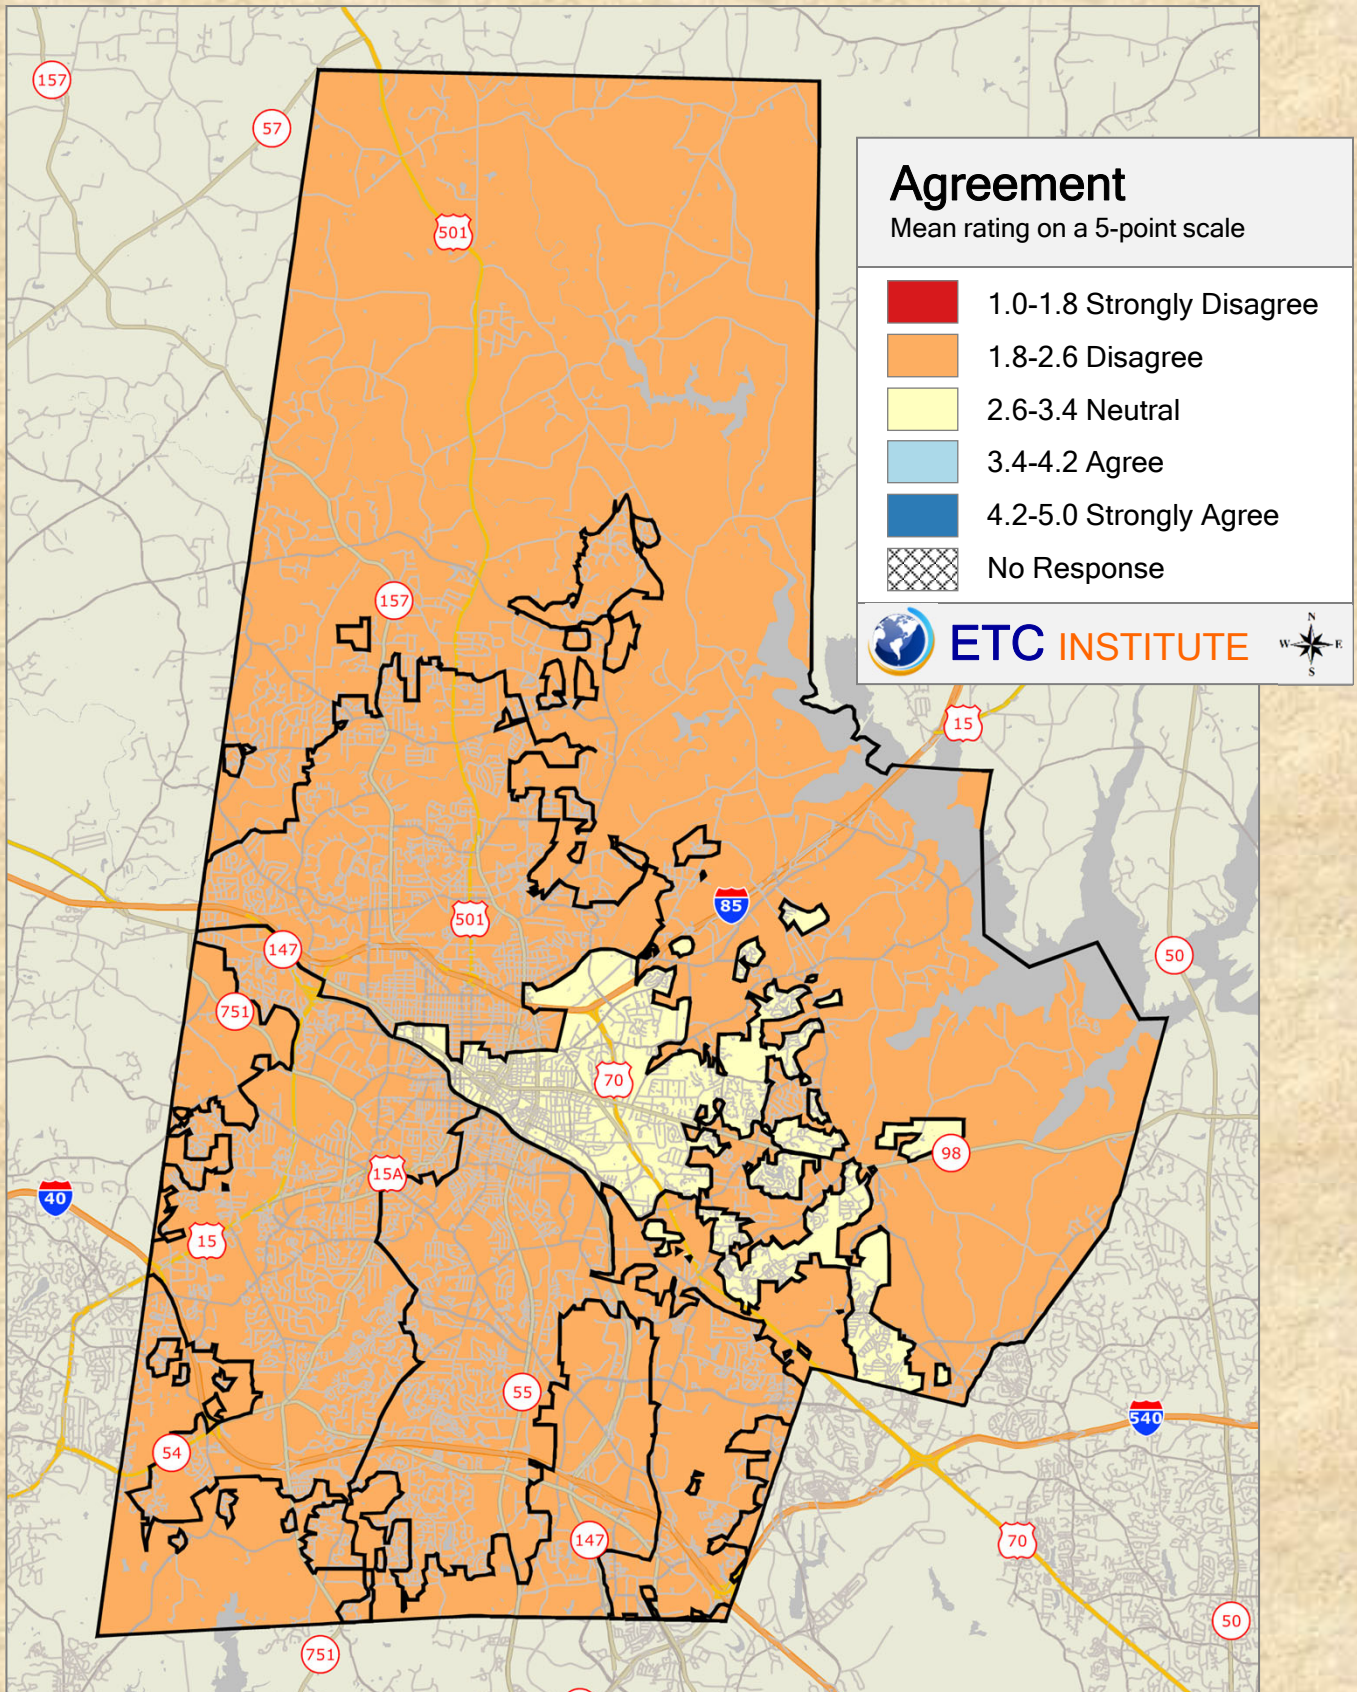 157
57
501
Agreement
Mean rating on a 5-point scale
1.0-1.8 Strongly Disagree
1.8-2.6 Disagree
2.6-3.4 Neutral
3.4-4.2 Agree
4.2-5.0 Strongly Agree
No Response
ETC INSTITUTE
N
W E
S
157
15
85
501
147
50
751
70
98
15A
40
15
55
540
54
147
70
50
751